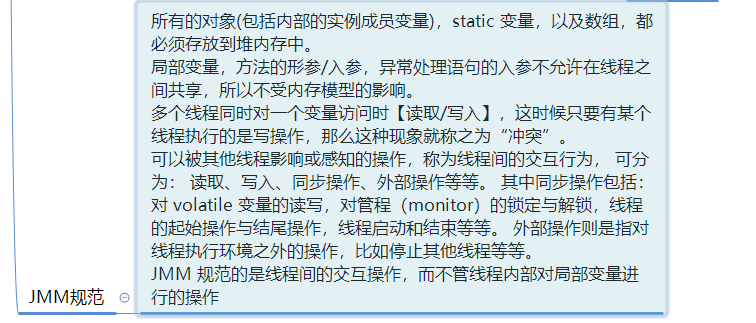 所有的对象(包括内部的实例成员变量)，static 变量，以及数组，都
必须存放到堆内存中。
局部变量，方法的形参/入参，异常处理语句的入参不允许在线程之
间共享，所以不受内存模型的影响。
多个线程同时对一个变量访问时【读取/写入】，这时候只要有某个
线程执行的是写操作，那么这种现象就称之为“冲突”。
可以被其他线程影响或感知的操作，称为线程间的交互行为， 可分
为： 读取、写入、同步操作、外部操作等等。 其中同步操作包括：
对 volatile 变量的读写，对管程（monitor）的锁定与解锁，线程
的起始操作与结尾操作，线程启动和结束等等。 外部操作则是指对
线程执行环境之外的操作，比如停止其他线程等等。
JMM 规范的是线程间的交互操作，而不管线程内部对局部变量进
行的操作
JMM规范